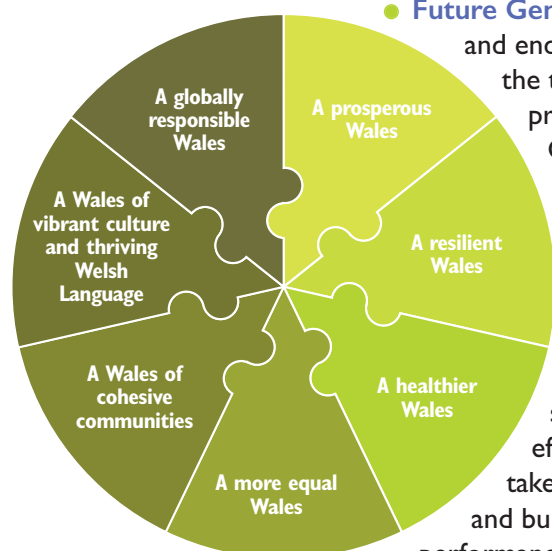 A globally
responsible
Wales
A prosperous
Wales
A resilient
Wales
A healthier
Wales
A more equal
Wales
A Wales of
cohesive
communities
A Wales of
vibrant culture
and thriving
Welsh
Language
Future Gen
and enc
the t
pr
s
ef
take
and bu